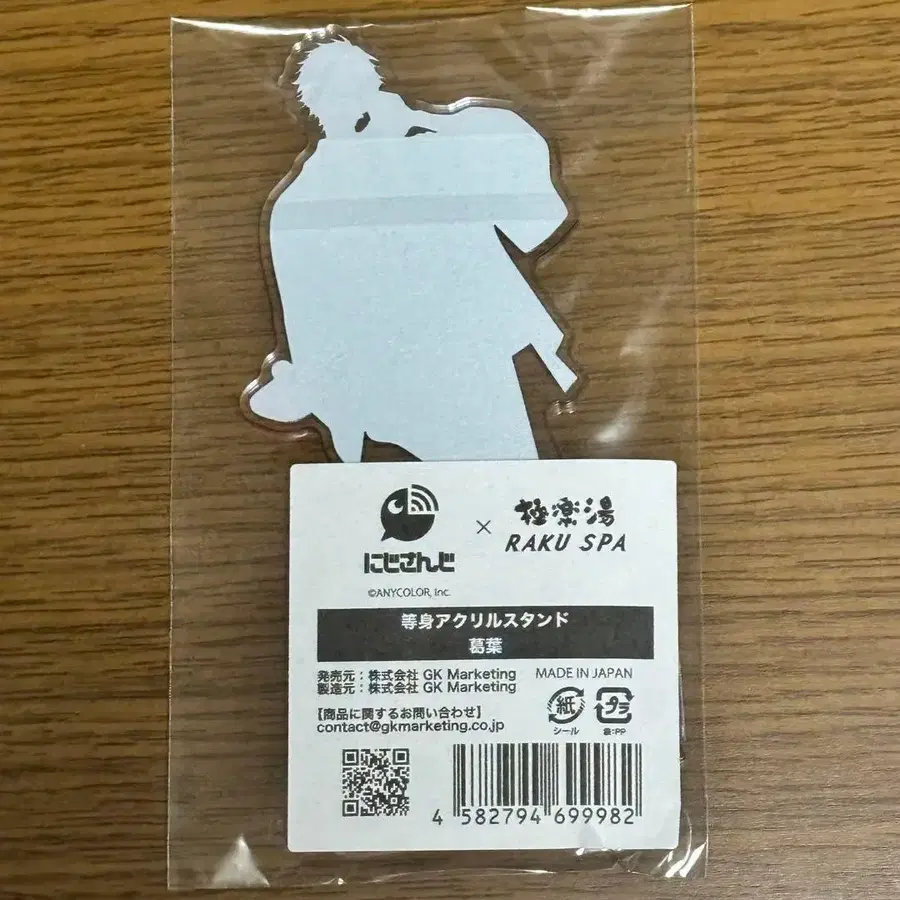 にじさんじ
×
極楽湯
RAKU SPA
©ANYCOLOR, Inc.
等身アクリルスタンド
葛葉
発売元:株式会社 GK Marketing
製造元:株式会社 GK Marketing
MADE IN JAPAN
紙
シール
プラ
袋:PP
【商品に関するお問い合わせ】
contact@gkmarketing.co.jp
4 582794 699982